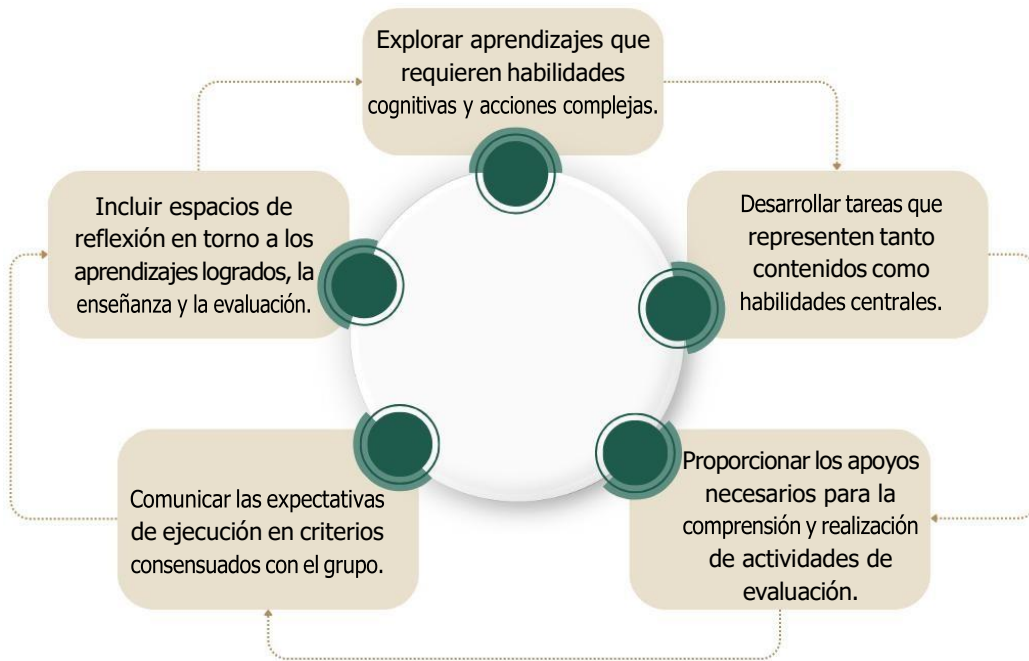 Explorar aprendizajes que
requieren habilidades
cognitivas y acciones complejas.
Desarrollar tareas que
representen tanto
contenidos como
habilidades centrales.
Proporcionar los apoyos
necesarios para la
comprensión y realización
de actividades de
evaluación.
Comunicar las expectativas
de ejecución en criterios
consensuados con el grupo.
Incluir espacios de
reflexión en torno a los
aprendizajes logrados, la
enseñanza y la evaluación.